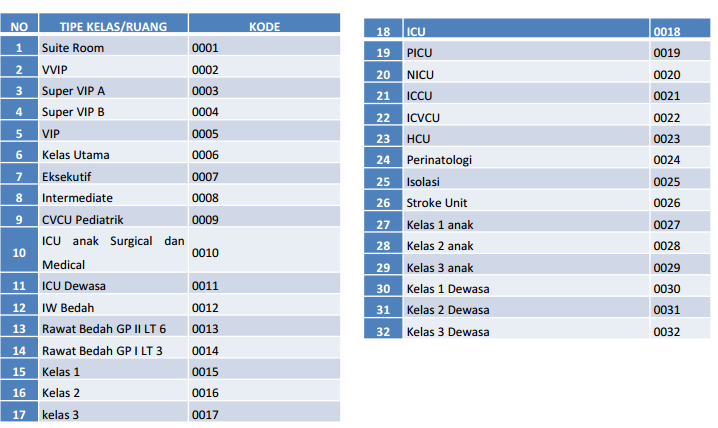 NO TIPE KELAS/RUANG KODE
1 Suite Room 0001
2 VVIP 0002
3 Super VIP A 0003
4 Super VIP B 0004
5 VIP 0005
6 Kelas Utama 0006
7 Eksekutif 0007
8 Intermediate 0008
9 CVCU Pediatrik 0009
10 ICU anak Surgical dan
Medical 0010
11 ICU Dewasa 0011
12 IW Bedah 0012
13 Rawat Bedah GP II LT 6 0013
14 Rawat Bedah GP I LT 3 0014
15 Kelas 1 0015
16 Kelas 2 0016
17 kelas 3 0017
18 ICU 0018
19 PICU 0019
20 NICU 0020
21 ICCU 0021
22 ICVCU 0022
23 HCU 0023
24 Perinatologi 0024
25 Isolasi 0025
26 Stroke Unit 0026
27 Kelas 1 anak 0027
28 Kelas 2 anak 0028
29 Kelas 3 anak 0029
30 Kelas 1 Dewasa 0030
31 Kelas 2 Dewasa 0031
32 Kelas 3 Dewasa 0032